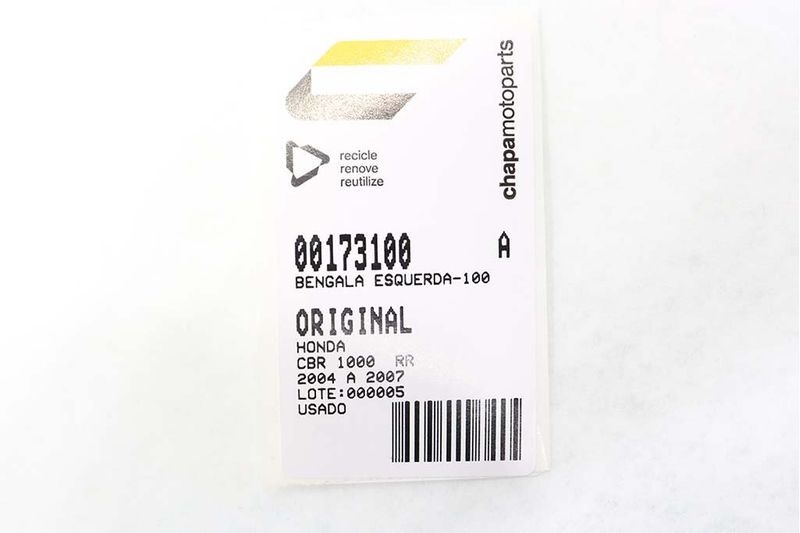 chapamotoparts
recicle
renove
reutilize
00173100 A
BENGALA ESQUERDA-100
ORIGINAL
HONDA
CBR 1000 RR
2004 A 2007
LOTE:000005
USADO